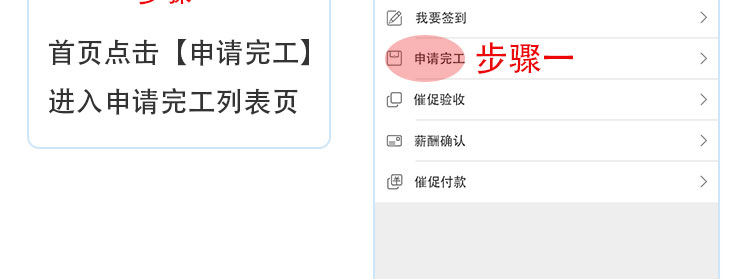 首页点击【申请完工】
进入申请完工列表页
我要签到
申请完工 步骤一
催促验收
薪酬确认
催促付款